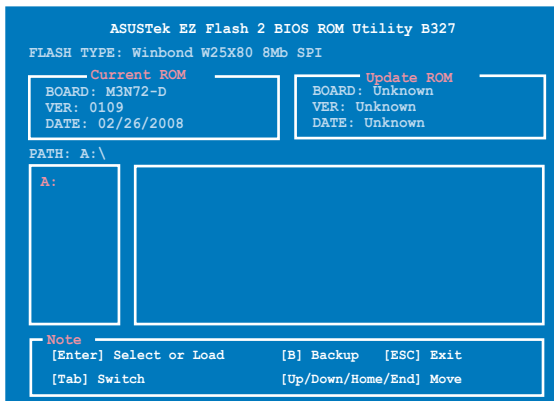 ASUSTek EZ Flash 2 BIOS ROM Utility B327
FLASH TYPE: Winbond W25X80 8Mb SPI
Current ROM
BOARD: M3N72-D
VER: 0109
DATE: 02/26/2008
Update ROM
BOARD: Unknown
VER: Unknown
DATE: Unknown
PATH: A:\
A:
Note
[Enter] Select or Load [B] Backup [ESC] Exit
[Tab] Switch [Up/Down/Home/End] Move